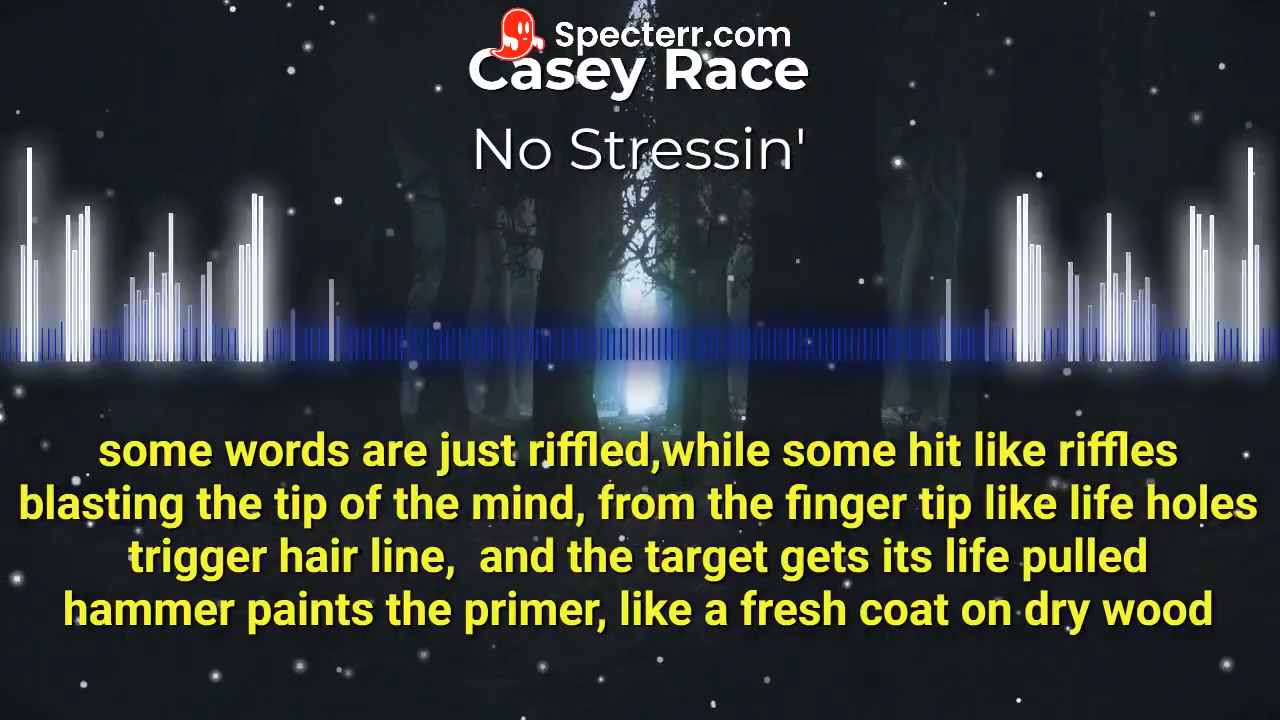 Specterr.com
Casey Race
No Stressin'
some words are just riffled,while some hit like riffles
blasting the tip of the mind, from the finger tip like life holes
trigger hair line,  and the target gets its life pulled
hammer paints the primer, like a fresh coat on dry wood